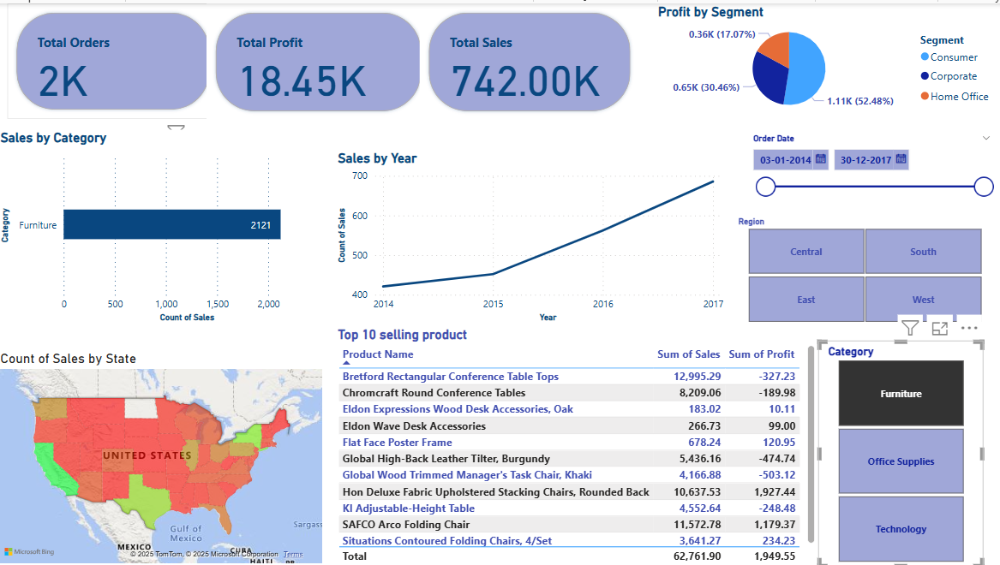 Total Orders
2K
Total Profit
18.45K
Total Sales
742.00K
Profit by Segment
0.36K (17.07%)
0.65K (30.46%)
1.11K (52.48%)
Segment
Consumer
Corporate
Home Office
Sales by Category
Category
Furniture
2121
0 500 1,000 1,500 2,000
Count of Sales
Sales by Year
Count of Sales
700
600
500
400
2014 2015 2016 2017
Year
Order Date
03-01-2014 30-12-2017
Region
Central South
East West
Count of Sales by State
UNITED STATES
Gulf of
Mexico
Sargass
MEXICO
CUBA
HAITI PR
Microsoft Bing
© 2025 TomTom, © 2025 Microsoft Corporation Terms
Top 10 selling product
Product Name Sum of Sales Sum of Profit
Bretford Rectangular Conference Table Tops 12,995.29 -327.23
Chromcraft Round Conference Tables 8,209.06 -189.98
Eldon Expressions Wood Desk Accessories, Oak 183.02 10.11
Eldon Wave Desk Accessories 266.73 99.00
Flat Face Poster Frame 678.24 120.95
Global High-Back Leather Tilter, Burgundy 5,436.16 -474.74
Global Wood Trimmed Manager's Task Chair, Khaki 4,166.88 -503.12
Hon Deluxe Fabric Upholstered Stacking Chairs, Rounded Back 10,637.53 1,927.44
KI Adjustable-Height Table 4,552.64 -248.48
SAFCO Arco Folding Chair 11,572.78 1,179.37
Situations Contoured Folding Chairs, 4/Set 3,641.27 234.23
Total 62,761.90 1,949.55
Category
Furniture
Office Supplies
Technology